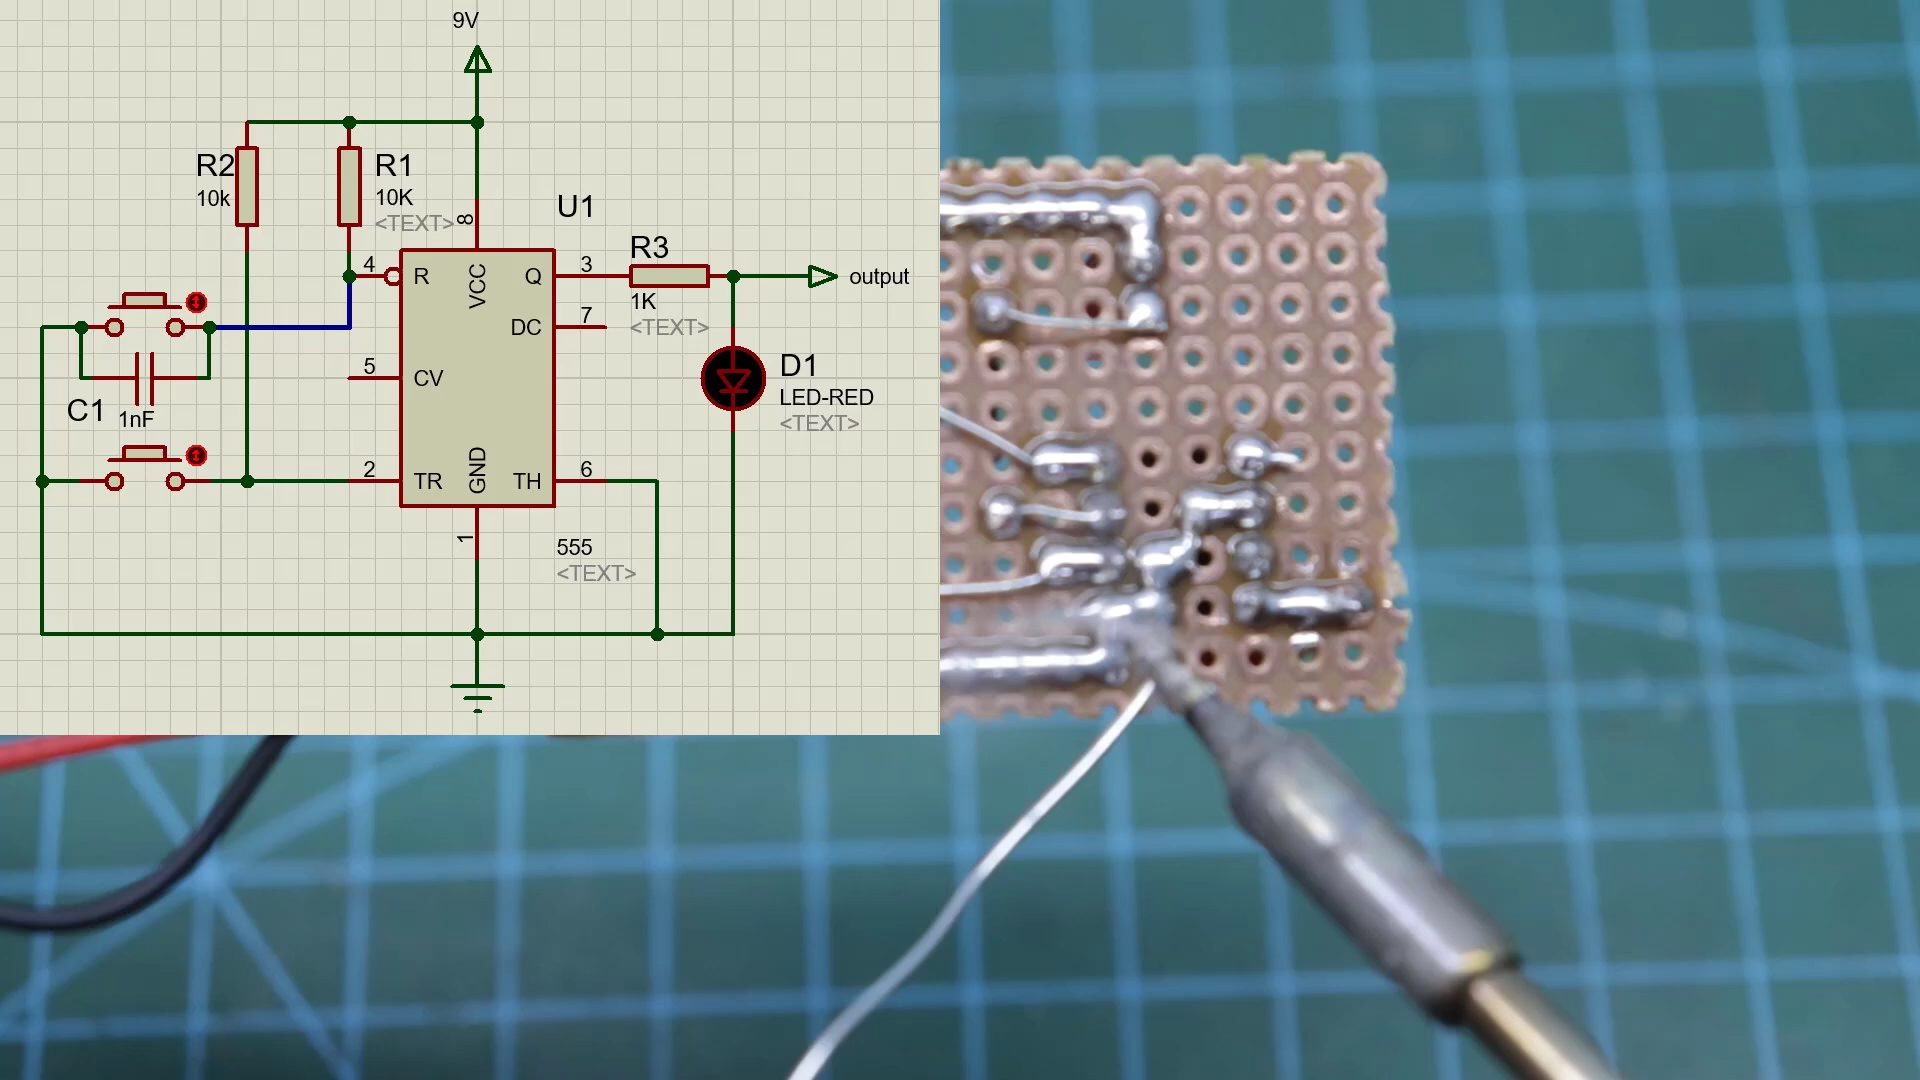 9V
R2
10k
R1
10K
<TEXT>
8
U1
4
R
VCC
Q
3
R3
1K
<TEXT>
output
DC
7
5
CV
C1
1nF
D1
LED-RED
<TEXT>
2
TR
GND
TH
6
1
555
<TEXT>